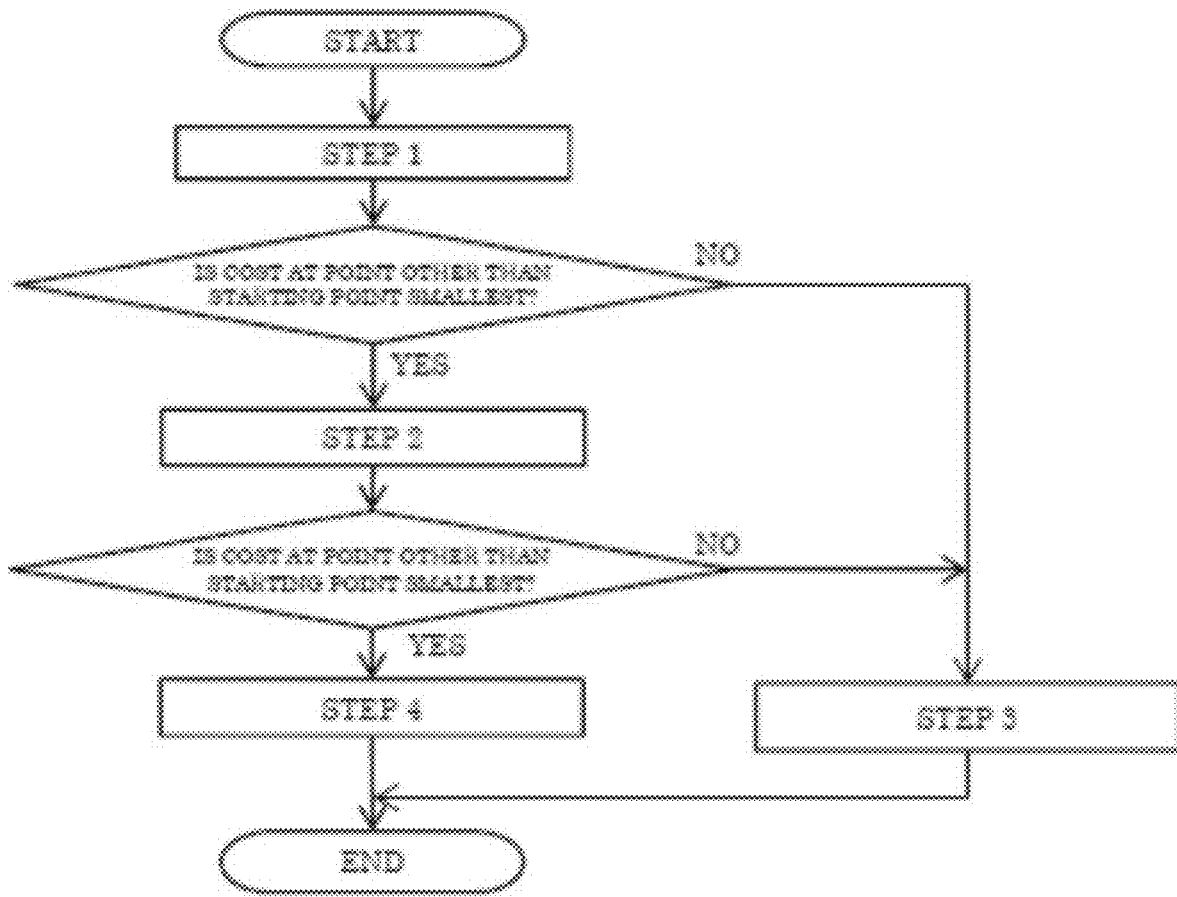 START
STEP 1
IS COST AT POINT OTHER THAN
STARTING POINT SMALLEST?
NO
YES
STEP 2
IS COST AT POINT OTHER THAN
STARTING POINT SMALLEST?
NO
YES
STEP 4
STEP 3
END